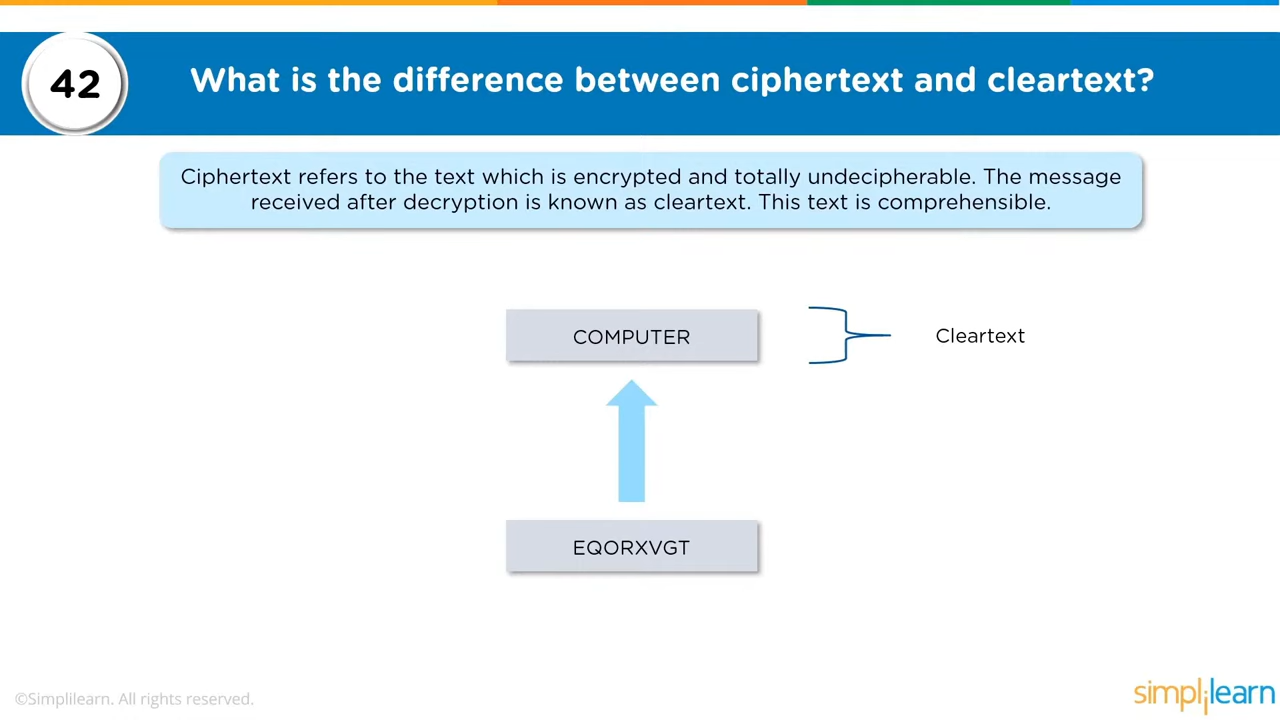 42
What is the difference between ciphertext and cleartext?
Ciphertext refers to the text which is encrypted and totally undecipherable. The message
received after decryption is known as cleartext. This text is comprehensible.
COMPUTER
Cleartext
EQORXVGT
©Simplilearn. All rights reserved.
simplilearn